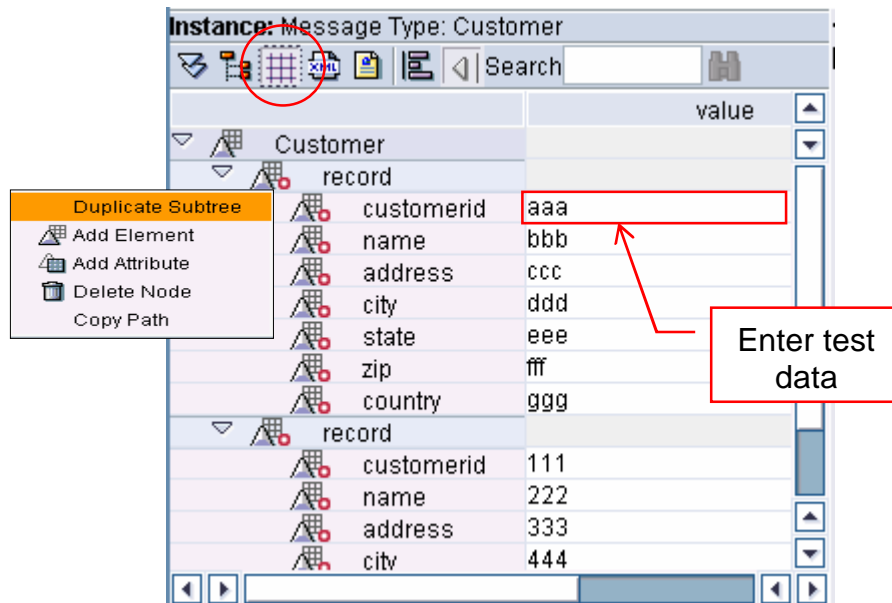 Instance: Message Type: Customer
XML Search
value
Customer
record
customerid aaa
name bbb
address ccc
city ddd
state eee
zip fff
country ggg
record
customerid 111
name 222
address 333
city 444
Duplicate Subtree
Add Element
Add Attribute
Delete Node
Copy Path
Enter test
data